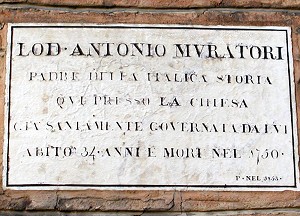 LOD· ANTONIO MVRATORI
PADRE DELLA ITALICA STORIA
QVI PRESSO LA CHIESA
GIA SANTAMENTE GOVERNATA DA LVI
ABITO 34· ANNI E MORI NEL 1750·
P· NEL